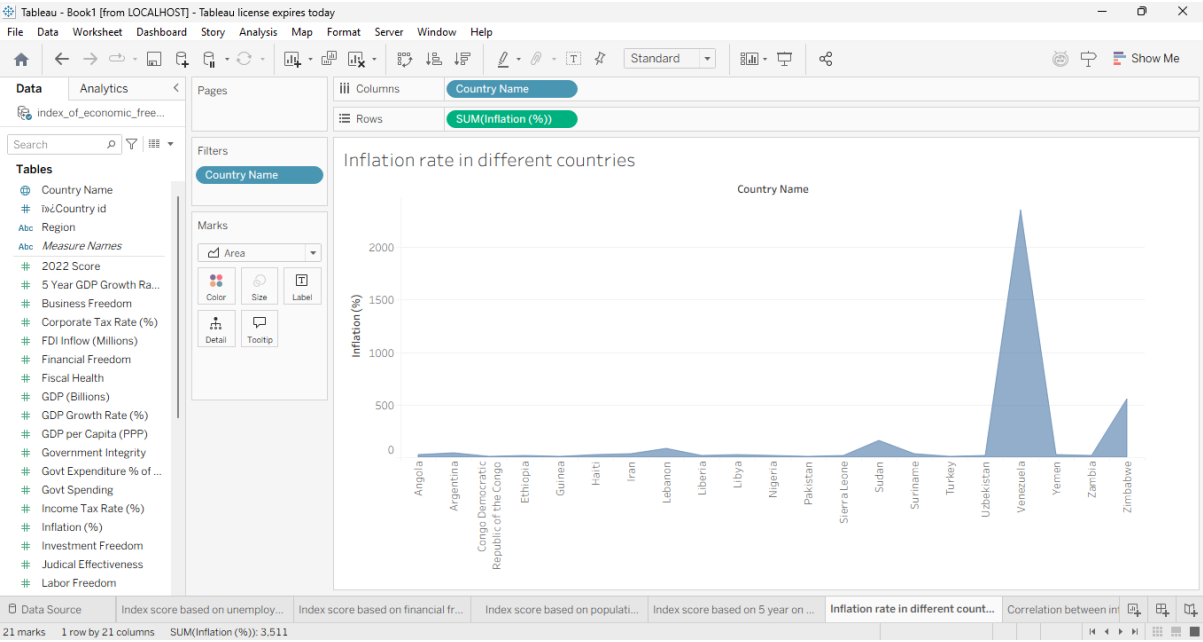 Tableau - Book1 [from LOCALHOST] - Tableau license expires today
File Data Worksheet Dashboard Story Analysis Map Format Server Window Help
Standard
Show Me
Data Analytics
index_of_economic_free...
Search
Tables
Country Name
ï»¿Country id
Abc Region
Abc Measure Names
2022 Score
5 Year GDP Growth Ra...
Business Freedom
Corporate Tax Rate (%)
FDI Inflow (Millions)
Financial Freedom
Fiscal Health
GDP (Billions)
GDP Growth Rate (%)
GDP per Capita (PPP)
Government Integrity
Govt Expenditure % of ...
Govt Spending
Income Tax Rate (%)
Inflation (%)
Investment Freedom
Judical Effectiveness
Labor Freedom
Pages
Filters
Country Name
Marks
Area
Color Size Label
Detail Tooltip
Columns Country Name
Rows SUM(Inflation (%))
Inflation rate in different countries
Country Name
Inflation (%)
2000
1500
1000
500
0
Angola
Argentina
Congo Democratic
Republic of the Congo
Ethiopia
Guinea
Haiti
Iran
Lebanon
Liberia
Libya
Nigeria
Pakistan
Sierra Leone
Sudan
Suriname
Turkey
Uzbekistan
Venezuela
Yemen
Zambia
Zimbabwe
Data Source Index score based on unemploy... Index score based on financial fr... Index score based on populati... Index score based on 5 year on ... Inflation rate in different count... Correlation between inf
21 marks 1 row by 21 columns SUM(Inflation (%)): 3,511